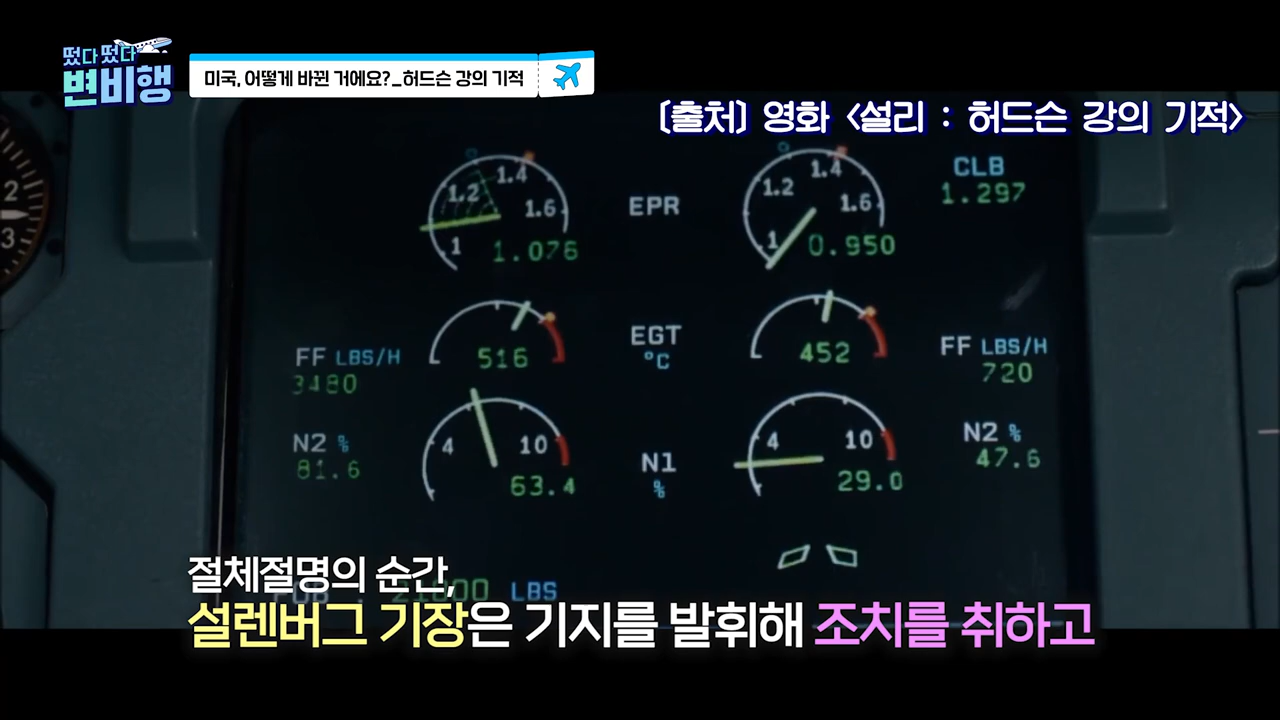 떴다 떴다
변비행
미국, 어떻게 바뀐 거에요?_허드슨 강의 기적
[출처] 영화 <설리 : 허드슨 강의 기적>
2
3
1 1.2 1.4 1.6
1.076
EPR
1 1.2 1.4 1.6
0.950
CLB
1.297
FF LBS/H
3480
516
EGT
°C
452
FF LBS/H
720
N2 %
81.6
4 10
63.4
N1
%
4 10
29.0
N2 %
47.6
LBS
절체절명의 순간,
설렌버그 기장은 기지를 발휘해 조치를 취하고